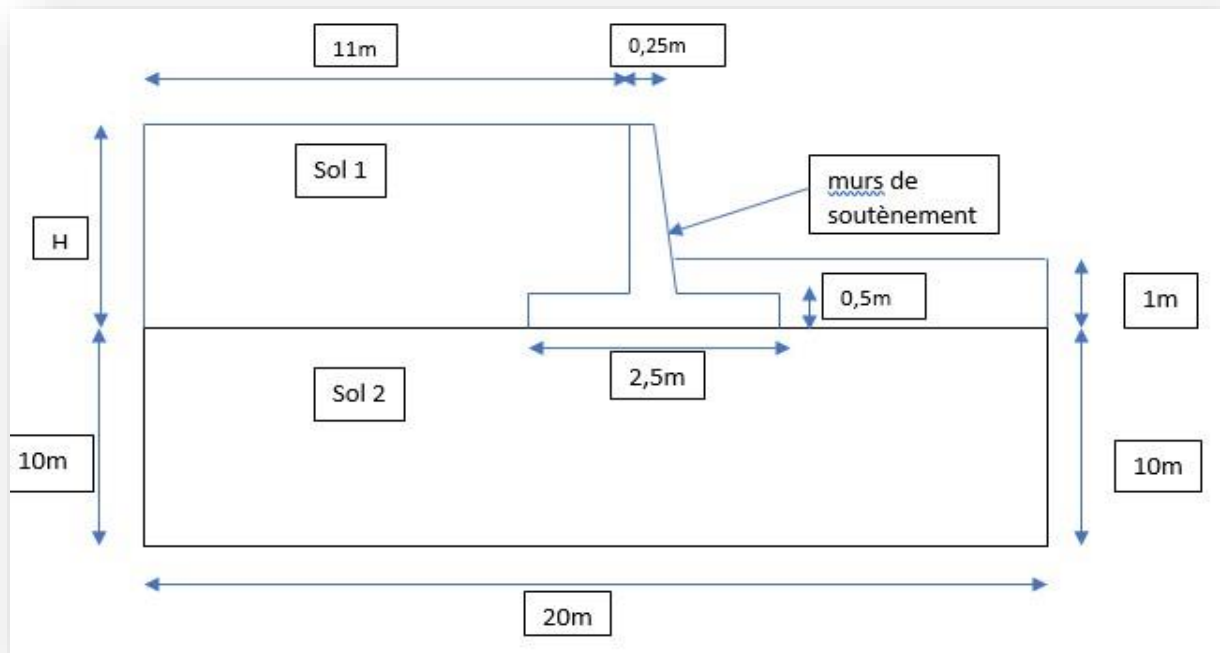 11m
0,25m
Sol 1
murs de
soutènement
H
0,5m
1m
2,5m
Sol 2
10m
10m
20m